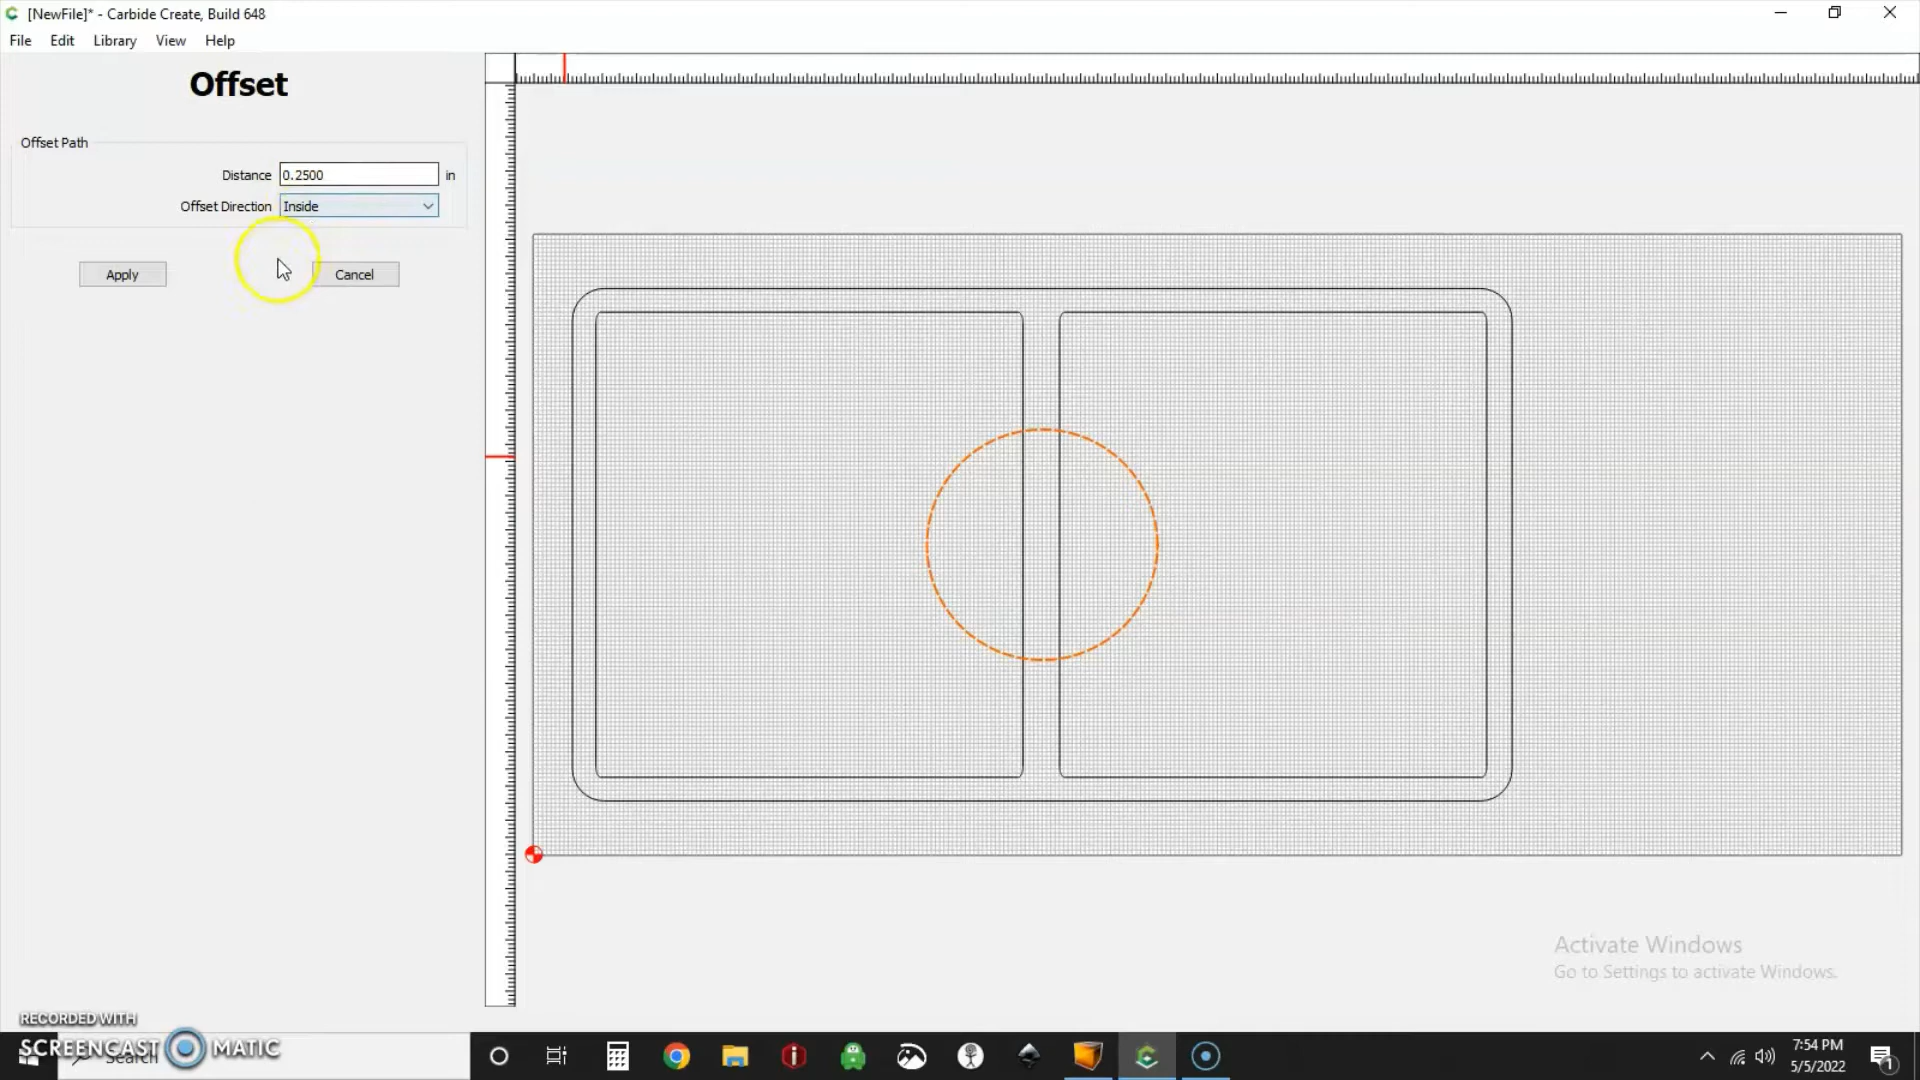 [NewFile]* - Carbide Create, Build 648
File Edit Library View Help
Offset
Offset Path
Distance 0.2500 in
Offset Direction Inside
Apply Cancel
Activate Windows
Go to Settings to activate Windows.
RECORDED WITH
SCREENCAST MATIC
Search
7:54 PM
5/5/2022
1